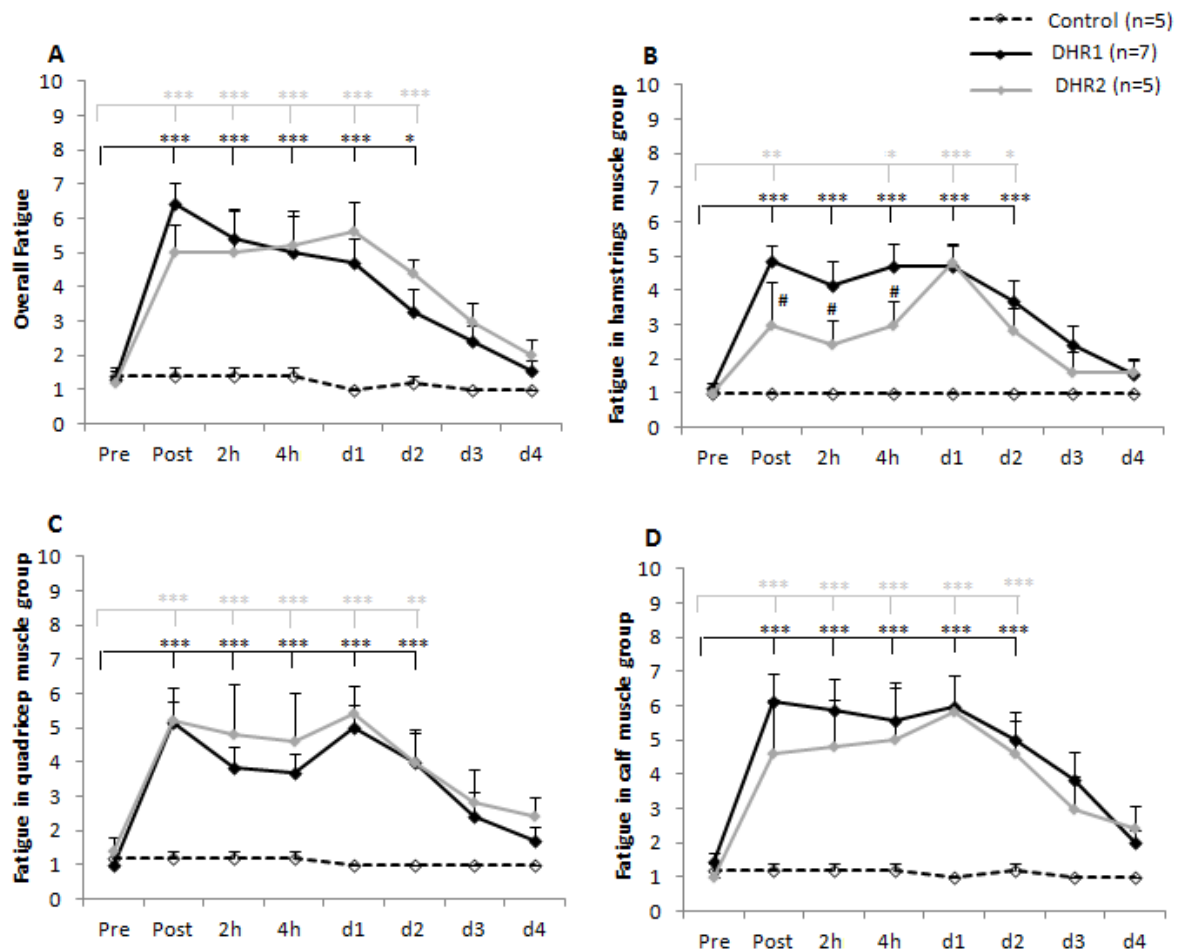 Control (n=5)
DHR1 (n=7)
DHR2 (n=5)
A
Overall Fatigue
10
9
8
7
6
5
4
3
2
1
0
*** *** *** *** ***
*** *** *** *** *
Pre Post 2h 4h d1 d2 d3 d4
B
Fatigue in hamstrings muscle group
10
9
8
7
6
5
4
3
2
1
0
** * *** *
*** *** *** *** ***
# # #
Pre Post 2h 4h d1 d2 d3 d4
C
Fatigue in quadricep muscle group
10
9
8
7
6
5
4
3
2
1
0
*** *** *** *** **
*** *** *** *** ***
Pre Post 2h 4h d1 d2 d3 d4
D
Fatigue in calf muscle group
10
9
8
7
6
5
4
3
2
1
0
*** *** *** *** ***
*** *** *** *** ***
Pre Post 2h 4h d1 d2 d3 d4